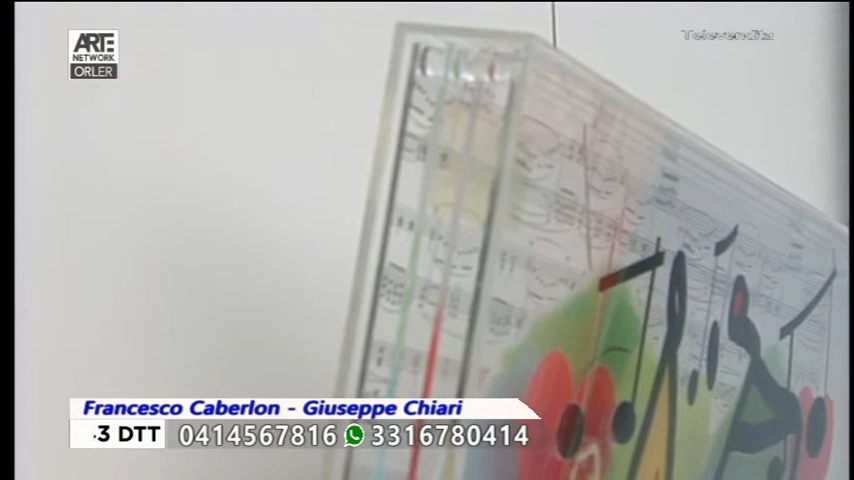 ARTE
NETWORK
ORLER
Televendita
Francesco Caberlon - Giuseppe Chiari
3 DTT 0414567816 3316780414